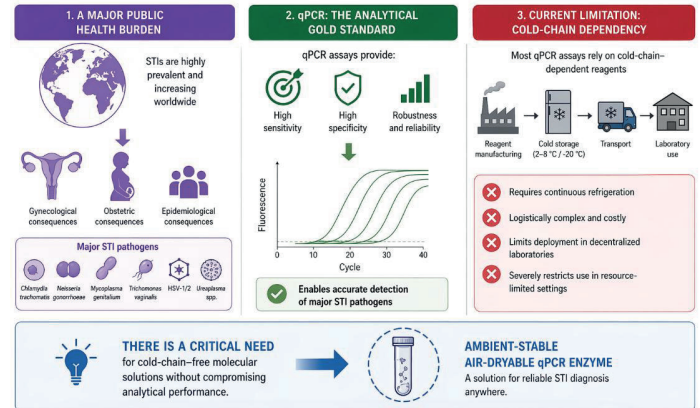 1. A MAJOR PUBLIC
HEALTH BURDEN
STIs are highly
prevalent and
increasing
worldwide
Gynecological
consequences
Obstetric
consequences
Epidemiological
consequences
Major STI pathogens
Chlamydia
trachomatis
Neisseria
gonorrhoeae
Mycoplasma
genitalium
Trichomonas
vaginalis
HSV-1/2
Ureaplasma
spp.
2. qPCR: THE ANALYTICAL
GOLD STANDARD
qPCR assays provide:
High
sensitivity
High
specificity
Robustness
and reliability
Fluorescence
0
10
20
30
40
Cycle
Enables accurate detection
of major STI pathogens
3. CURRENT LIMITATION:
COLD-CHAIN DEPENDENCY
Most qPCR assays rely on cold-chain–
dependent reagents
Reagent
manufacturing
Cold storage
(2–8 °C / -20 °C)
Transport
Laboratory
use
Requires continuous refrigeration
Logistically complex and costly
Limits deployment in decentralized
laboratories
Severely restricts use in resource-
limited settings
THERE IS A CRITICAL NEED
for cold-chain–free molecular
solutions without compromising
analytical performance.
AMBIENT-STABLE
AIR-DRYABLE qPCR ENZYME
A solution for reliable STI diagnosis
anywhere.